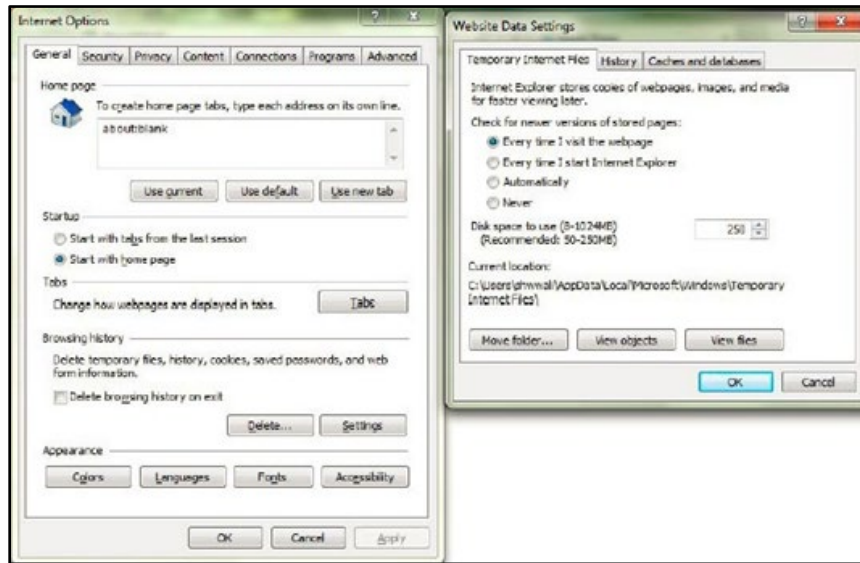 Internet Options
General Security Privacy Content Connections Programs Advanced
Home page
To create home page tabs, type each address on its own line.
about:blank
Use current Use default Use new tab
Startup
Start with tabs from the last session
Start with home page
Tabs
Change how webpages are displayed in tabs. Tabs
Browsing history
Delete temporary files, history, cookies, saved passwords, and web
form information.
Delete browsing history on exit
Delete... Settings
Appearance
Colors Languages Fonts Accessibility
OK Cancel Apply
Website Data Settings
Temporary Internet Files History Caches and databases
Internet Explorer stores copies of webpages, images, and media
for faster viewing later.
Check for newer versions of stored pages:
Every time I visit the webpage
Every time I start Internet Explorer
Automatically
Never
Disk space to use (8-1024MB) 250
(Recommended: 50-250MB)
Current location:
C:\Users\phwwali\AppData\Local\Microsoft\Windows\Temporary
Internet Files\
Move folder... View objects View files
OK Cancel